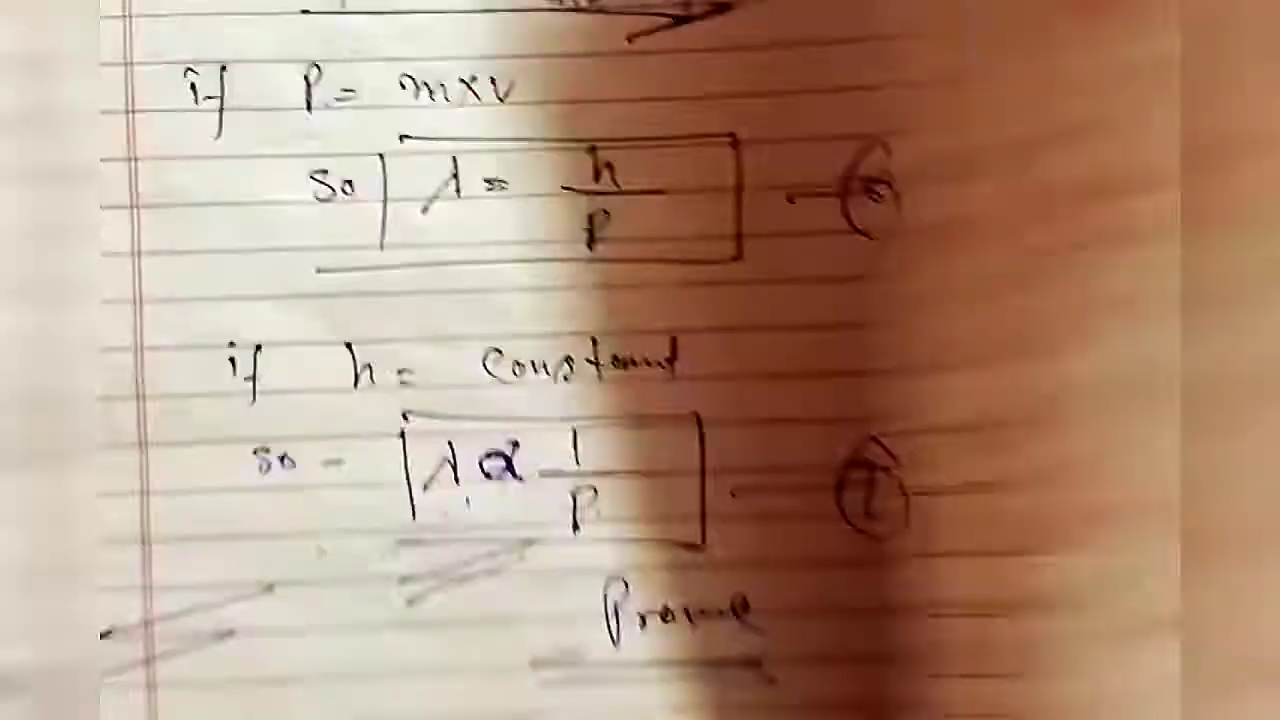 if P = m×v
so λ = h/P
if h = constant
so - λ α 1/P
Prove